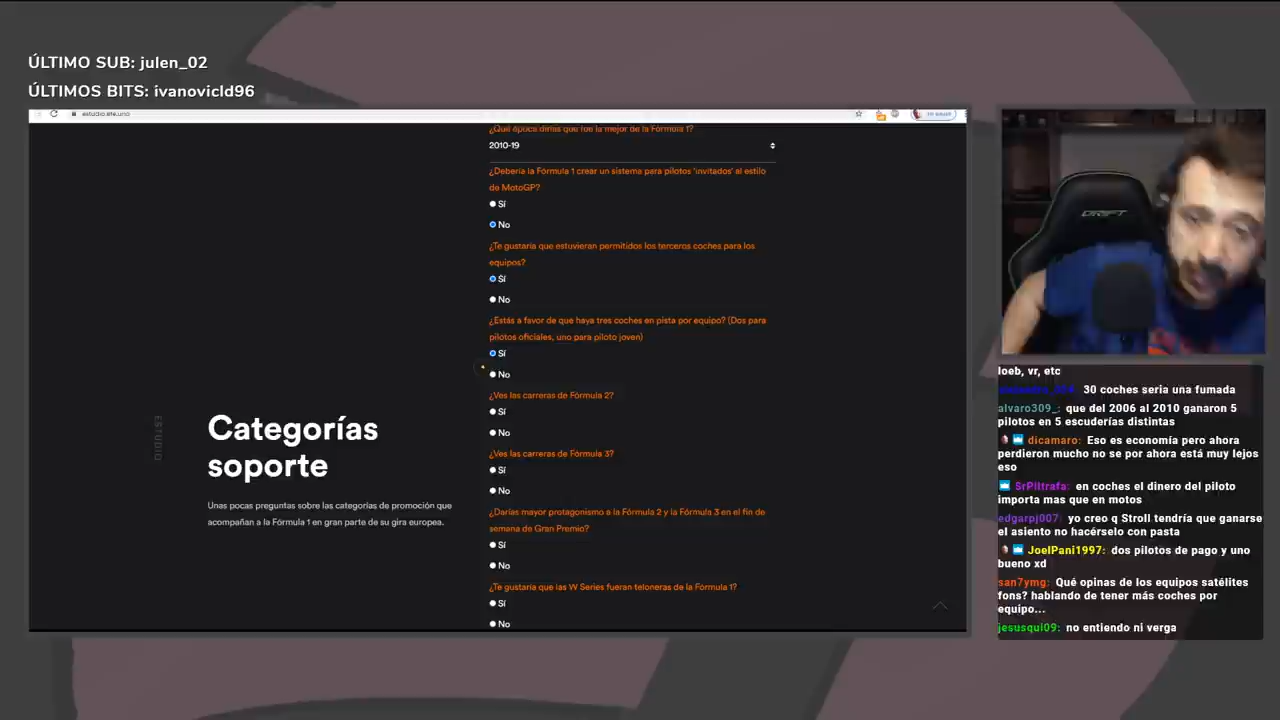 ÚLTIMO SUB: julen_02
ÚLTIMOS BITS: ivanovicld96
¿Qué época dirías que fue la mejor de la Fórmula 1?
2010-19
¿Debería la Fórmula 1 crear un sistema para pilotos 'invitados' al estilo
de MotoGP?
Sí
No
¿Te gustaría que estuvieran permitidos los terceros coches para los
equipos?
Sí
No
¿Estás a favor de que haya tres coches en pista por equipo? (Dos para
pilotos oficiales, uno para piloto joven)
Sí
No
ESTUDIO
Categorías
soporte
Unas pocas preguntas sobre las categorías de promoción que
acompañan a la Fórmula 1 en gran parte de su gira europea.
¿Ves las carreras de Fórmula 2?
Sí
No
¿Ves las carreras de Fórmula 3?
Sí
No
¿Darías mayor protagonismo a la Fórmula 2 y la Fórmula 3 en el fin de
semana de Gran Premio?
Sí
No
¿Te gustaría que las W Series fueran teloneras de la Fórmula 1?
Sí
No
DRIFT
loeb, vr, etc
30 coches seria una fumada
alvaro309_: que del 2006 al 2010 ganaron 5
pilotos en 5 escuderías distintas
dicamaro: Eso es economía pero ahora
perdieron mucho no se por ahora está muy lejos
eso
SrPiltrafa: en coches el dinero del piloto
importa mas que en motos
edgarpj007: yo creo q Stroll tendría que ganarse
el asiento no hacérselo con pasta
JoelPani1997: dos pilotos de pago y uno
bueno xd
san7ymg: Qué opinas de los equipos satélites
fons? hablando de tener más coches por
equipo...
jesusqui09: no entiendo ni verga